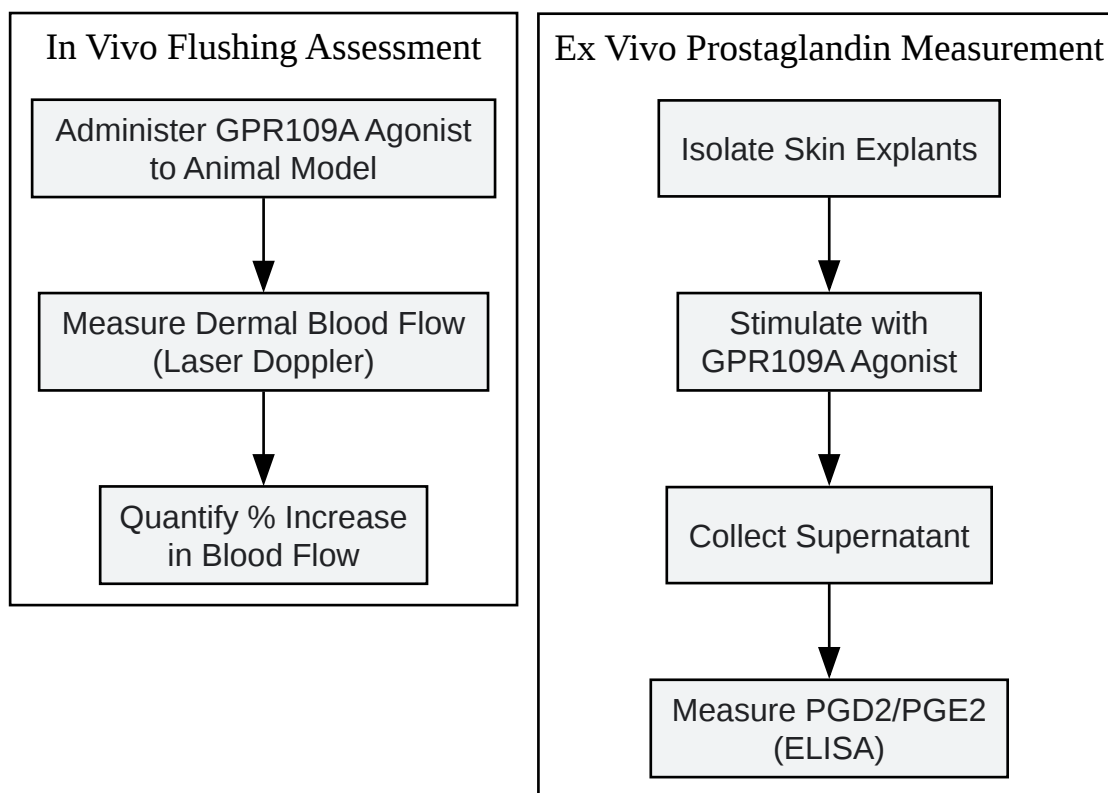 In Vivo Flushing Assessment
Administer GPR109A Agonist
to Animal Model
Measure Dermal Blood Flow
(Laser Doppler)
Quantify % Increase
in Blood Flow
Ex Vivo Prostaglandin Measurement
Isolate Skin Explants
Stimulate with
GPR109A Agonist
Collect Supernatant
Measure PGD2/PGE2
(ELISA)